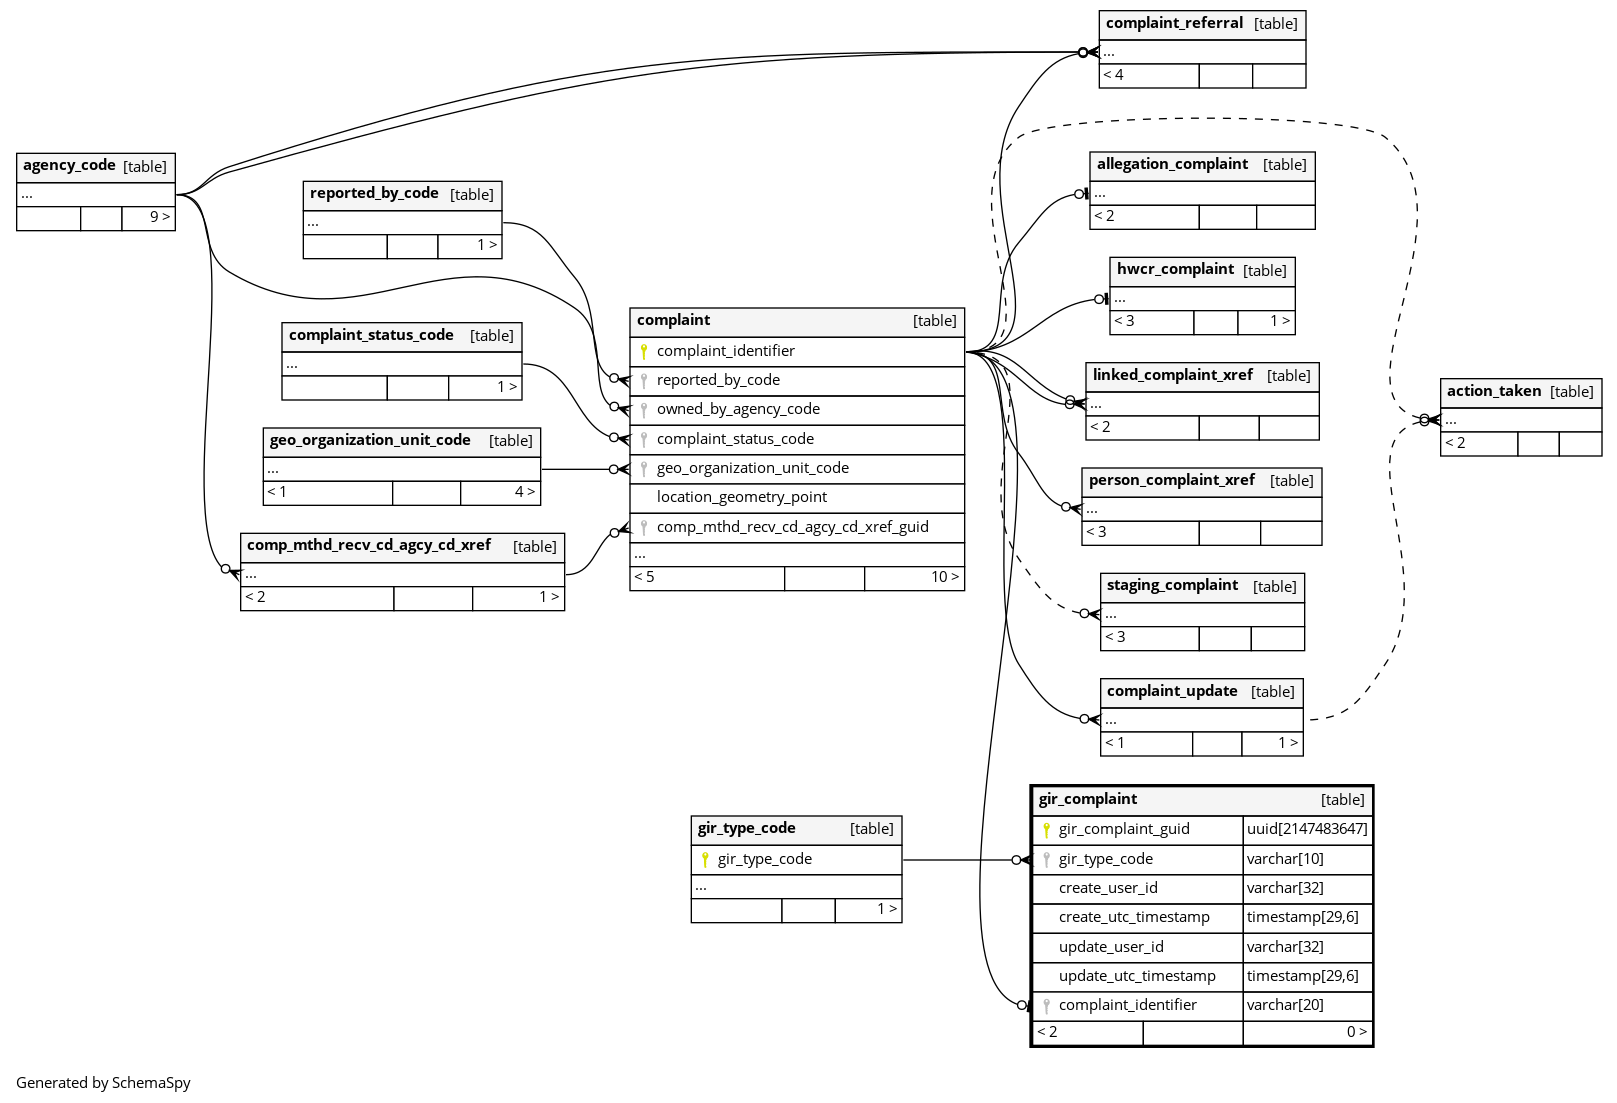 complaint_referral [table]
...
< 4
agency_code [table]
...
9 >
reported_by_code [table]
...
1 >
allegation_complaint [table]
...
< 2
hwcr_complaint [table]
...
< 3 1 >
complaint_status_code [table]
...
1 >
complaint [table]
complaint_identifier
reported_by_code
owned_by_agency_code
complaint_status_code
geo_organization_unit_code
location_geometry_point
comp_mthd_recv_cd_agcy_cd_xref_guid
...
< 5 10 >
linked_complaint_xref [table]
...
< 2
action_taken [table]
...
< 2
geo_organization_unit_code [table]
...
< 1 4 >
person_complaint_xref [table]
...
< 3
comp_mthd_recv_cd_agcy_cd_xref [table]
...
< 2 1 >
staging_complaint [table]
...
< 3
complaint_update [table]
...
< 1 1 >
gir_type_code [table]
gir_type_code
...
1 >
gir_complaint [table]
gir_complaint_guid uuid[2147483647]
gir_type_code varchar[10]
create_user_id varchar[32]
create_utc_timestamp timestamp[29,6]
update_user_id varchar[32]
update_utc_timestamp timestamp[29,6]
complaint_identifier varchar[20]
< 2 0 >
Generated by SchemaSpy